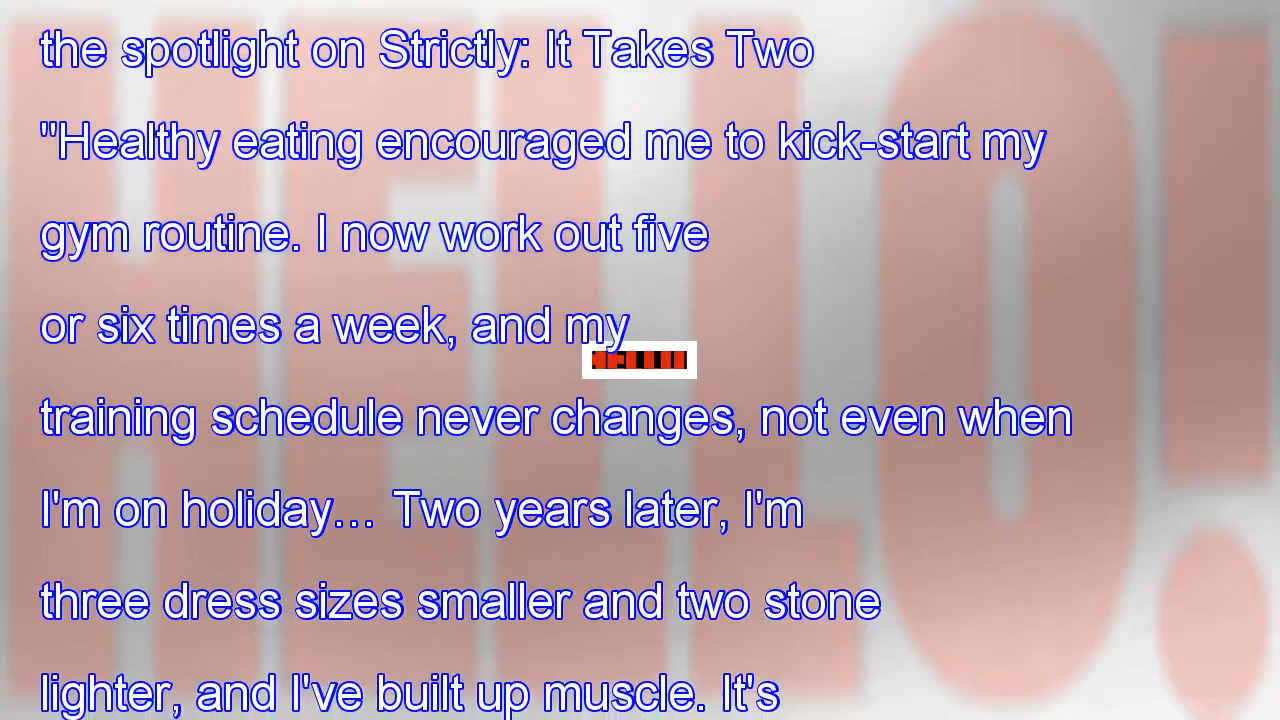 the spotlight on Strictly: It Takes Two
"Healthy eating encouraged me to kick-start my
gym routine. I now work out five
or six times a week, and my
training schedule never changes, not even when
I'm on holiday… Two years later, I'm
three dress sizes smaller and two stone
lighter, and I've built up muscle. It's
HELLO!